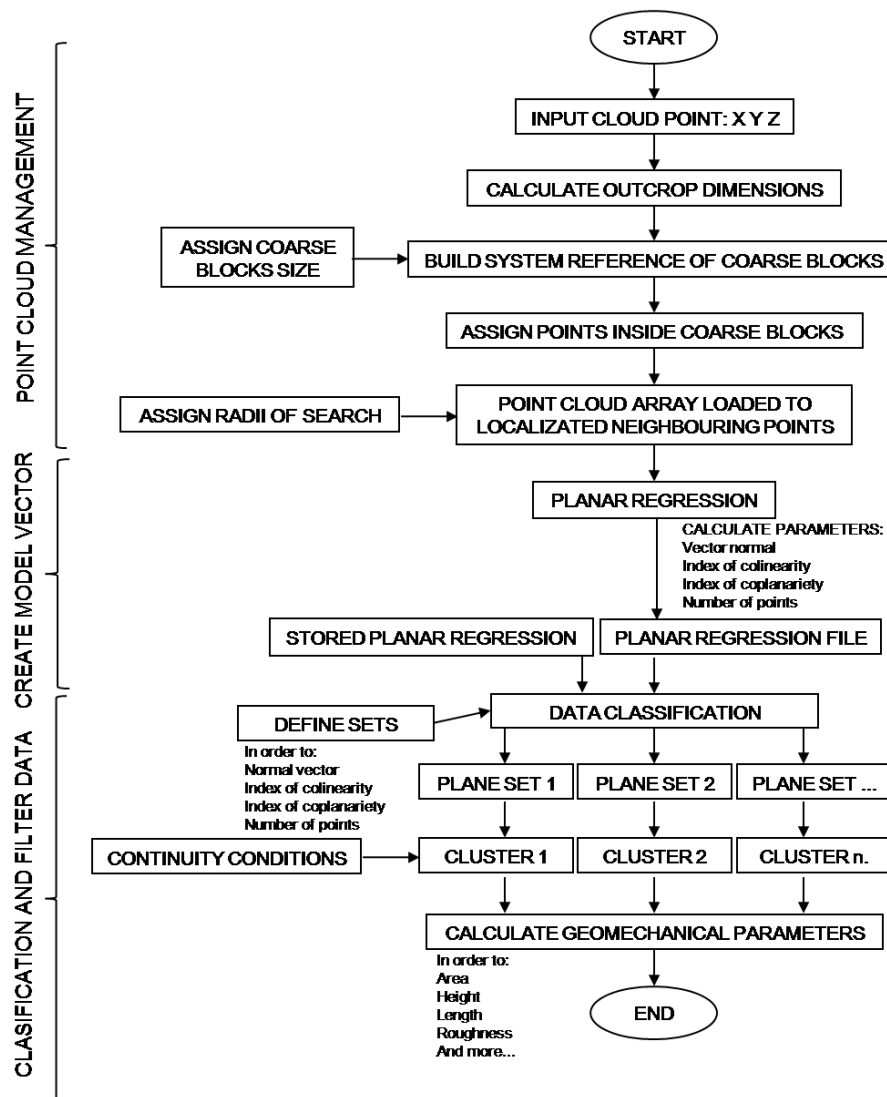 START
POINT CLOUD MANAGEMENT
INPUT CLOUD POINT: X Y Z
CALCULATE OUTCROP DIMENSIONS
ASSIGN COARSE
BLOCKS SIZE
BUILD SYSTEM REFERENCE OF COARSE BLOCKS
ASSIGN POINTS INSIDE COARSE BLOCKS
ASSIGN RADII OF SEARCH
POINT CLOUD ARRAY LOADED TO
LOCALIZATED NEIGHBOURING POINTS
CREATE MODEL VECTOR
PLANAR REGRESSION
CALCULATE PARAMETERS:
Vector normal
Index of colinearity
Index of coplanariety
Number of points
STORED PLANAR REGRESSION
PLANAR REGRESSION FILE
CLASIFICATION AND FILTER DATA
DEFINE SETS
DATA CLASSIFICATION
In order to:
Normal vector
Index of colinearity
Index of coplanariety
Number of points
PLANE SET 1
PLANE SET 2
PLANE SET ...
CONTINUITY CONDITIONS
CLUSTER 1
CLUSTER 2
CLUSTER n.
CALCULATE GEOMECHANICAL PARAMETERS
In order to:
Area
Height
Length
Roughness
And more...
END